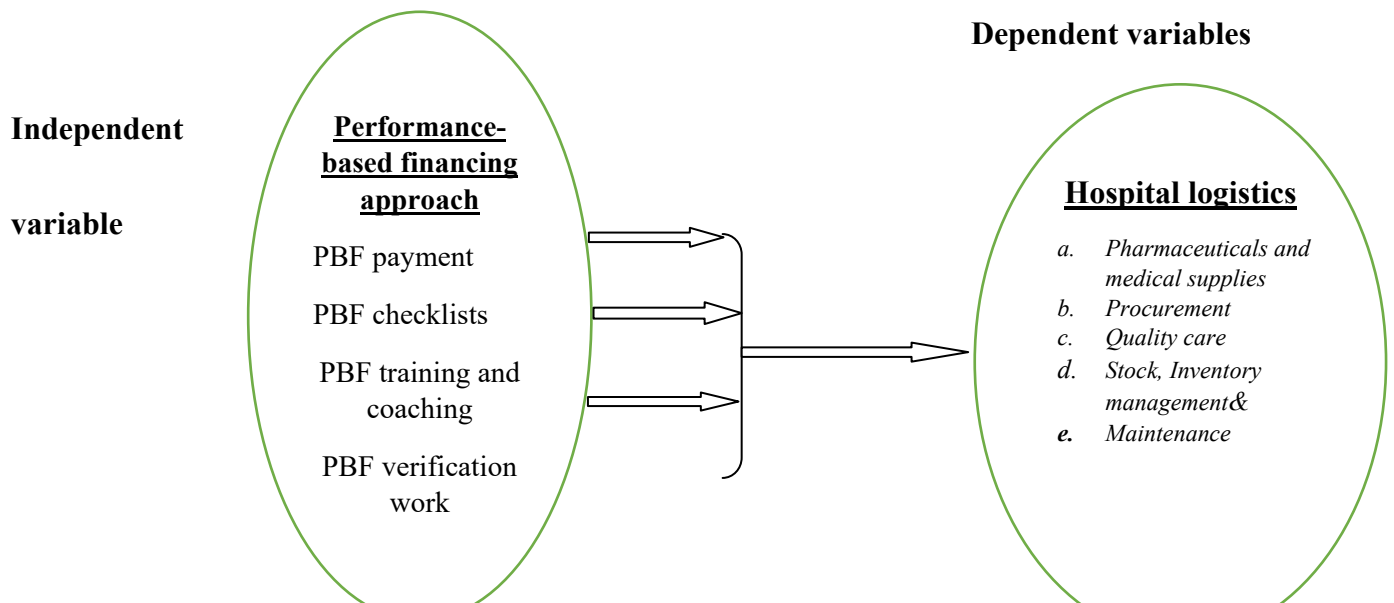 Dependent variables
Independent
variable
Performance-
based financing
approach
PBF payment
PBF checklists
PBF training and
coaching
PBF verification
work
Hospital logistics
a. Pharmaceuticals and
medical supplies
b. Procurement
c. Quality care
d. Stock, Inventory
management&
e. Maintenance